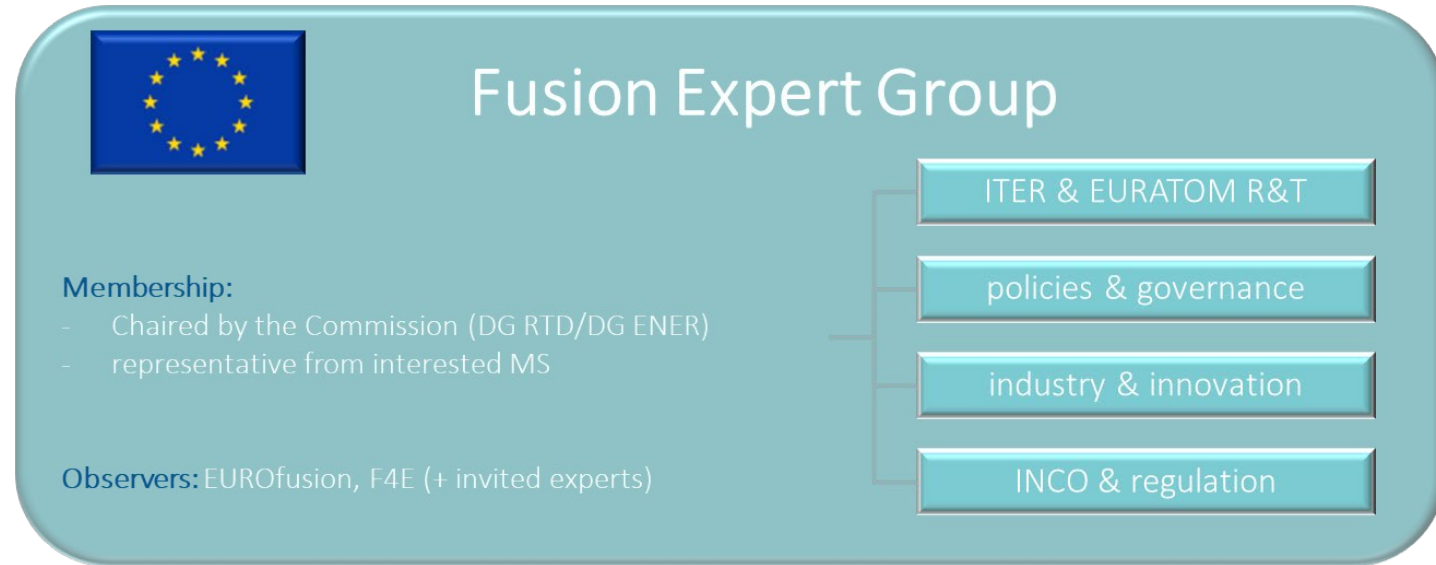 Fusion Expert Group
Membership:
- Chaired by the Commission (DG RTD/DG ENER)
- representative from interested MS
Observers: EUROfusion, F4E (+ invited experts)
ITER & EURATOM R&T
policies & governance
industry & innovation
INCO & regulation